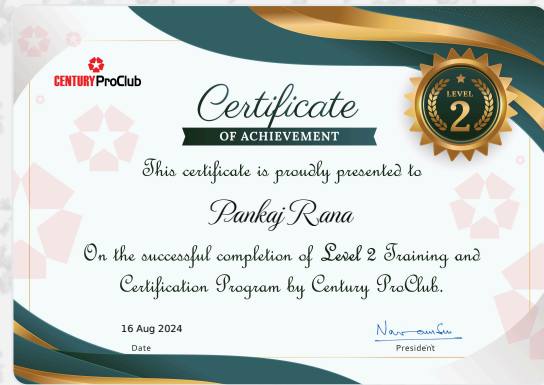 CENTURY ProClub
LEVEL
2
Certificate
OF ACHIEVEMENT
This certificate is proudly presented to
Pankaj Rana
On the successful completion of Level 2 Training and
Certification Program by Century ProClub.
16 Aug 2024
Date
President